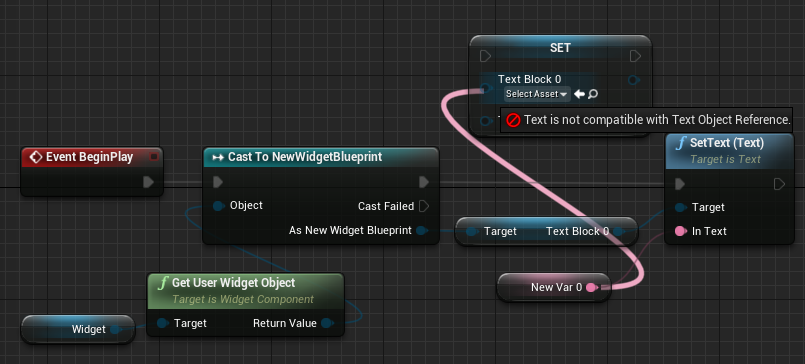 SET
Text Block 0
Select Asset
Text is not compatible with Text Object Reference.
Event BeginPlay
Cast To NewWidgetBlueprint
SetText (Text)
Target is Text
Object
Cast Failed
Target
As New Widget Blueprint
Target
Text Block 0
In Text
Get User Widget Object
Target is Widget Component
New Var 0
Widget
Target
Return Value